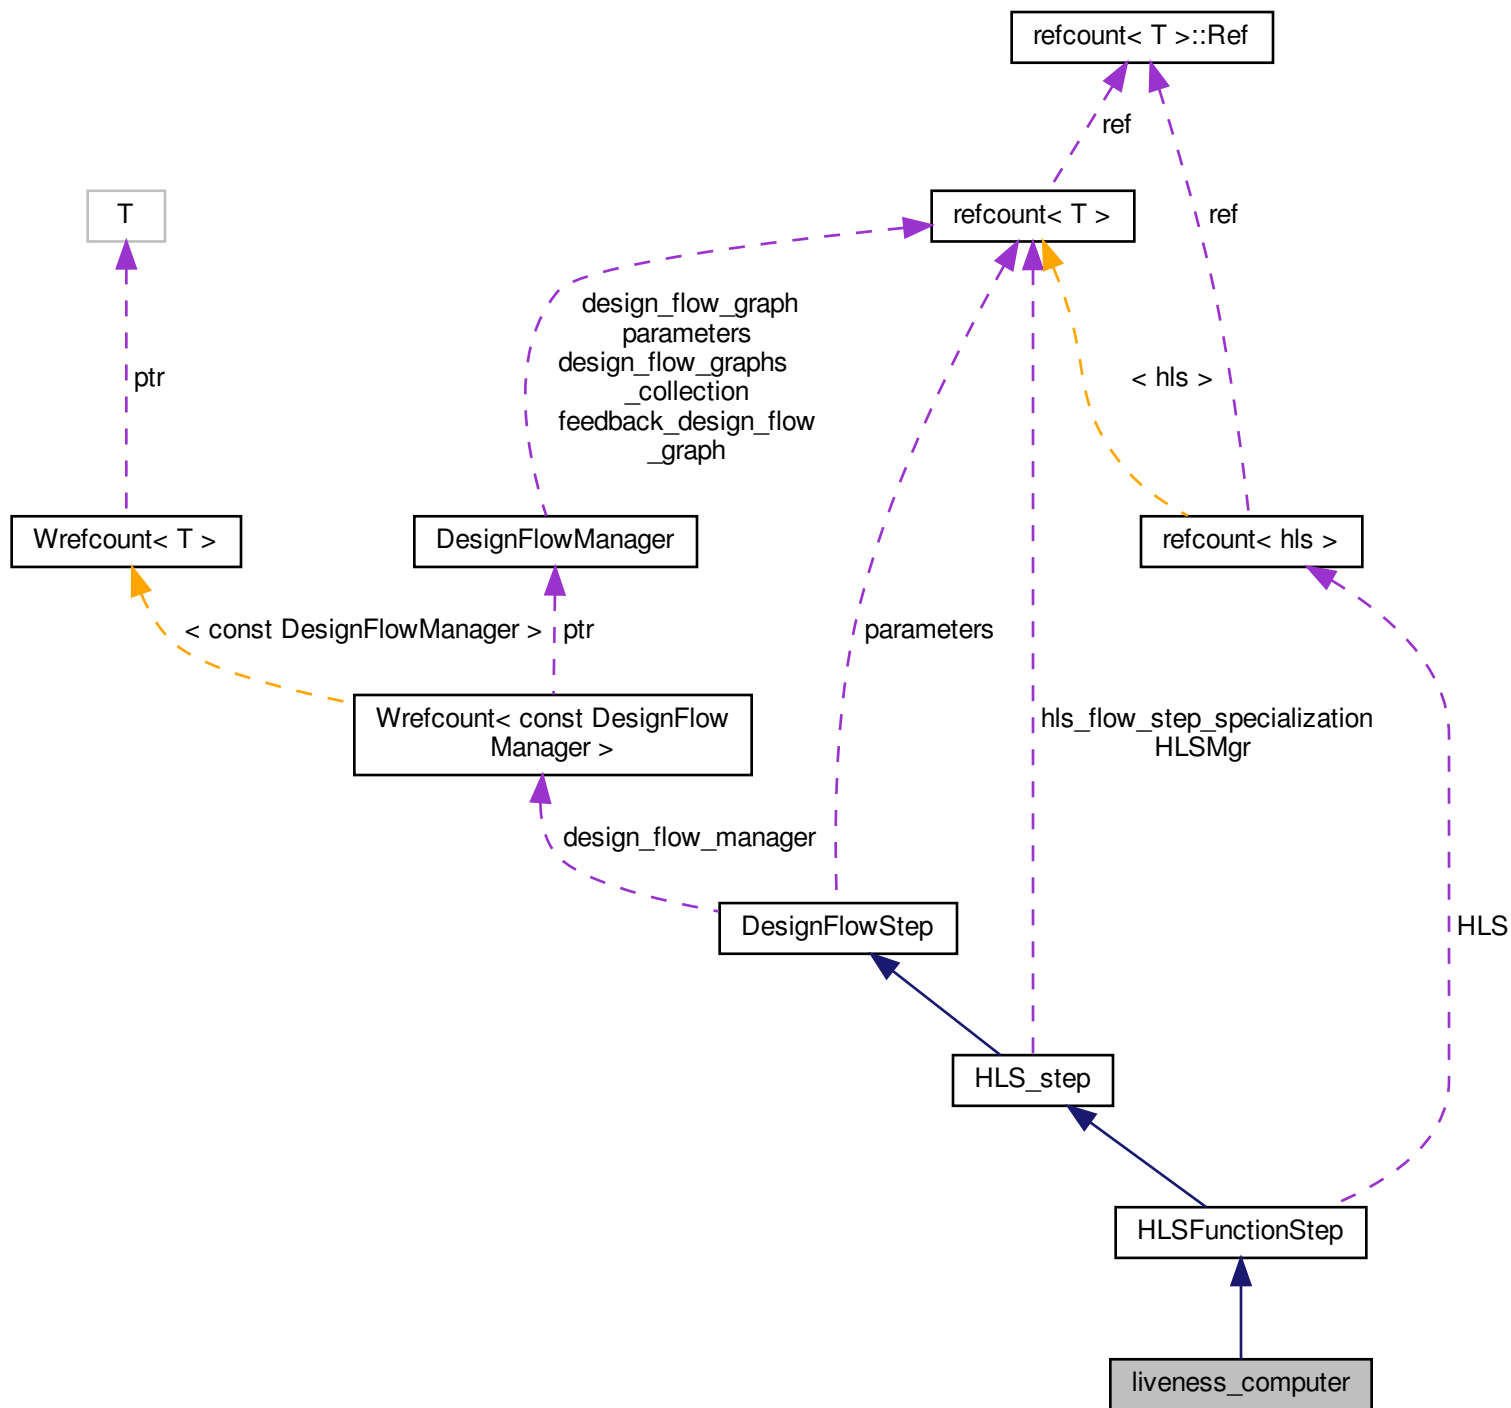 refcount< T >::Ref
ref
T
refcount< T >
ref
design_flow_graph
parameters
design_flow_graphs
_collection
feedback_design_flow
_graph
ptr
< hls >
Wrefcount< T >
DesignFlowManager
refcount< hls >
< const DesignFlowManager >
ptr
parameters
Wrefcount< const DesignFlow
Manager >
hls_flow_step_specialization
HLSMgr
design_flow_manager
DesignFlowStep
HLS
HLS_step
HLSFunctionStep
liveness_computer